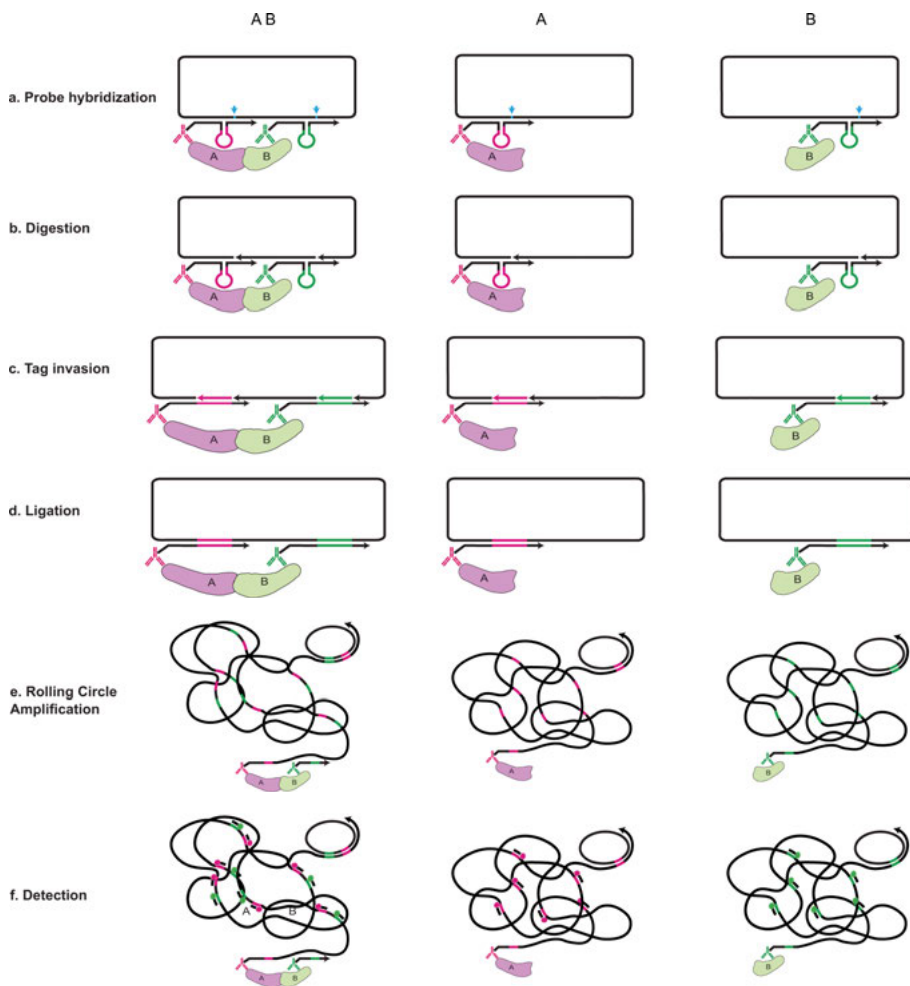 A B A B
a. Probe hybridization
A B A B
b. Digestion
A B A B
c. Tag invasion
A B A B
d. Ligation
A B A B
e. Rolling Circle
Amplification
A B A B
f. Detection
A B
A B A B